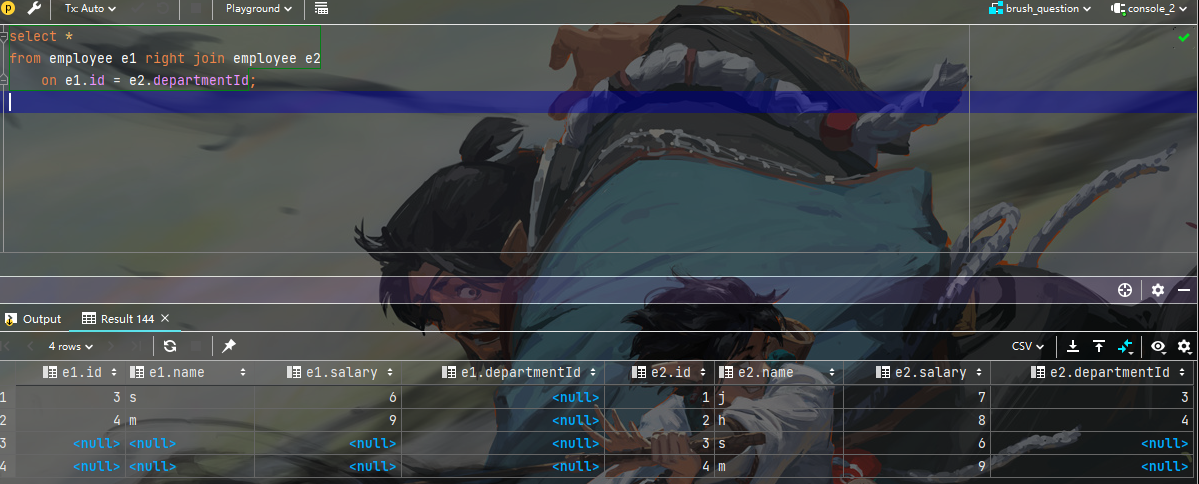 Tx: Auto Playground brush_question console_2
select *
from employee e1 right join employee e2
on e1.id = e2.departmentId;
Output Result 144
4 rows CSV
e1.id e1.name e1.salary e1.departmentId e2.id e2.name e2.salary e2.departmentId
1 3 s 6 <null> 1 j 7 3
2 4 m 9 <null> 2 h 8 4
3 <null> <null> <null> <null> 3 s 6 <null>
4 <null> <null> <null> <null> 4 m 9 <null>